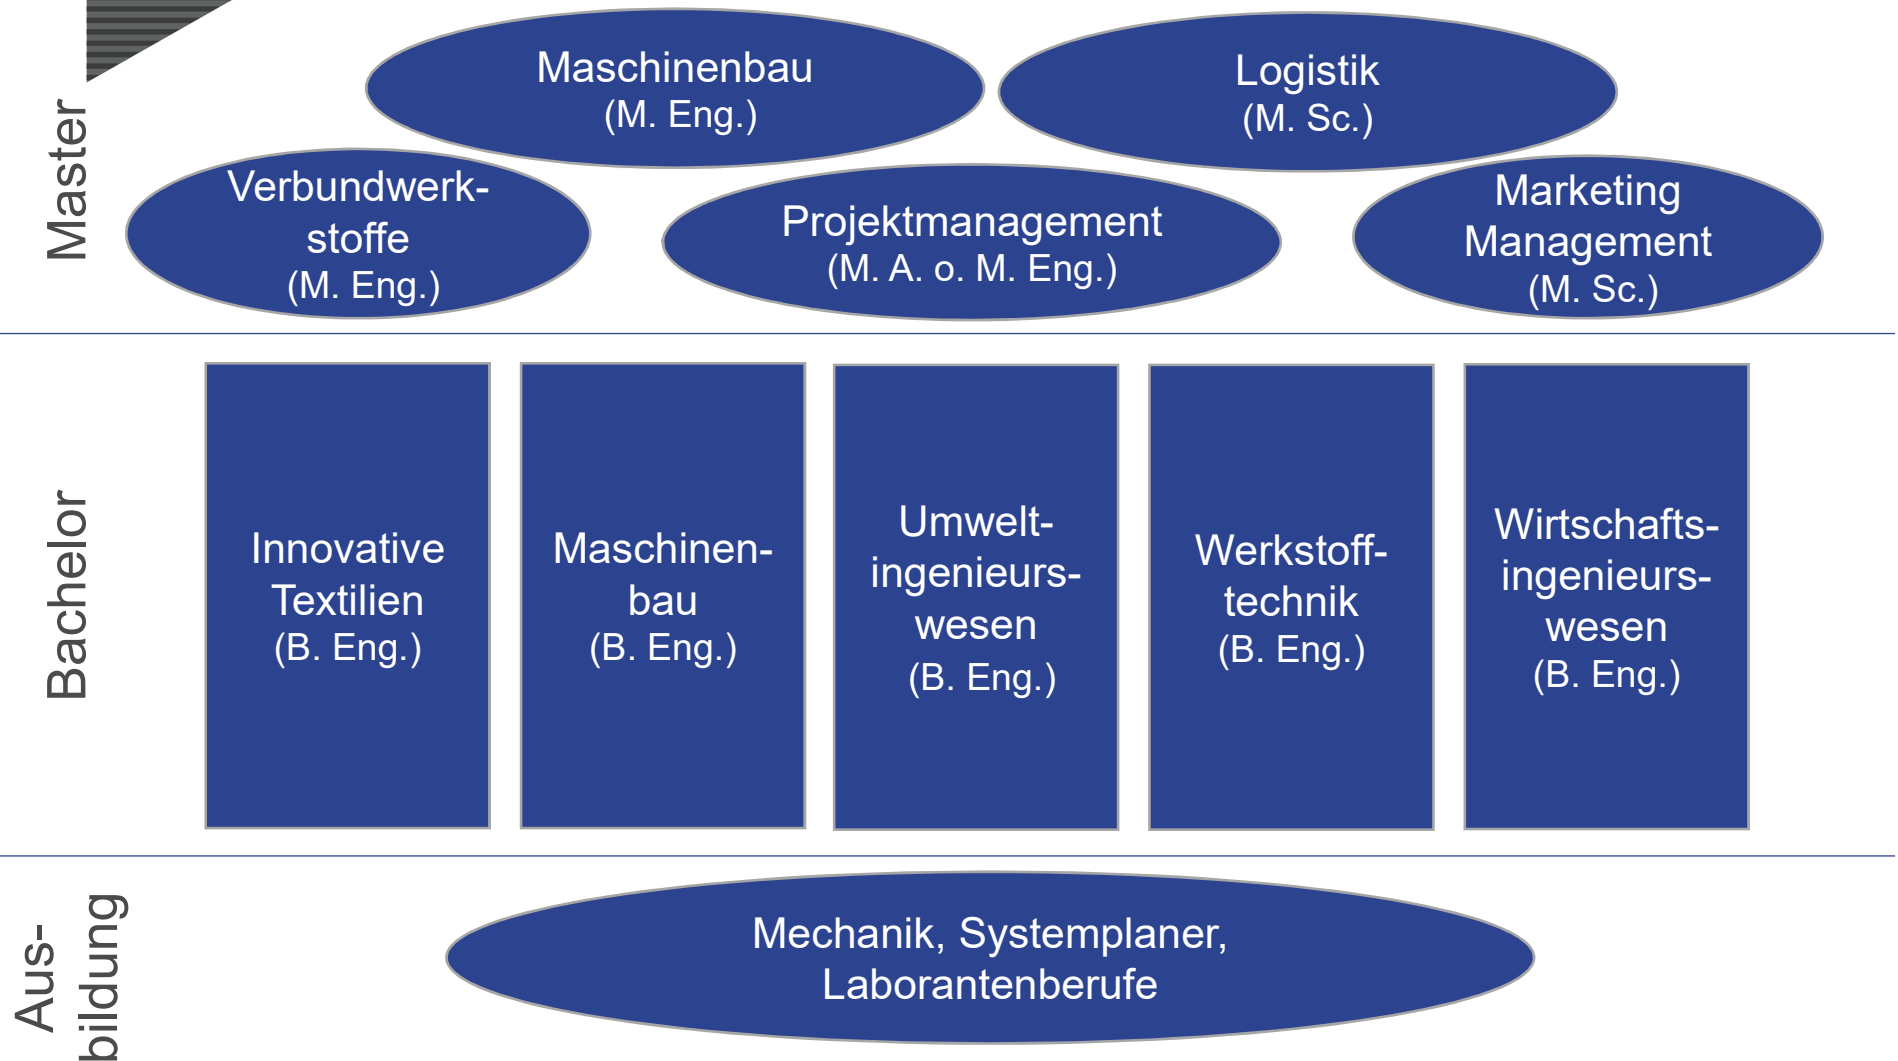 Master
Maschinenbau
(M. Eng.)
Logistik
(M. Sc.)
Verbundwerk-
stoffe
(M. Eng.)
Projektmanagement
(M. A. o. M. Eng.)
Marketing
Management
(M. Sc.)
Bachelor
Innovative
Textilien
(B. Eng.)
Maschinen-
bau
(B. Eng.)
Umwelt-
ingenieurs-
wesen
(B. Eng.)
Werkstoff-
technik
(B. Eng.)
Wirtschafts-
ingenieurs-
wesen
(B. Eng.)
Aus-
bildung
Mechanik, Systemplaner,
Laborantenberufe